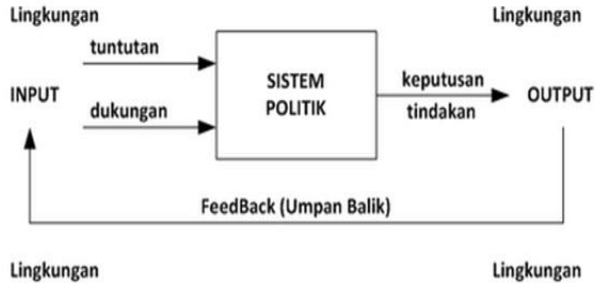 Lingkungan
Lingkungan
tuntutan
INPUT
dukungan
SISTEM
POLITIK
keputusan
tindakan
OUTPUT
FeedBack (Umpan Balik)
Lingkungan
Lingkungan